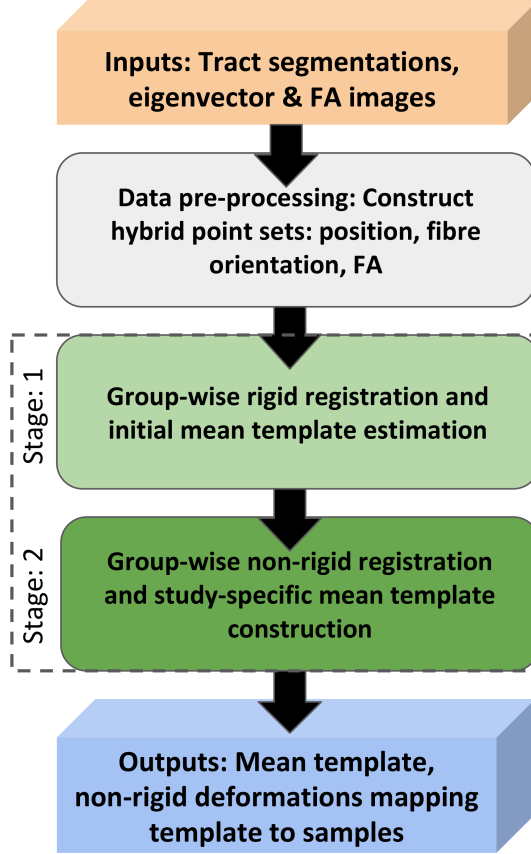 Inputs: Tract segmentations,
eigenvector & FA images
Data pre-processing: Construct
hybrid point sets: position, fibre
orientation, FA
Stage: 1
Group-wise rigid registration and
initial mean template estimation
Stage: 2
Group-wise non-rigid registration
and study-specific mean template
construction
Outputs: Mean template,
non-rigid deformations mapping
template to samples